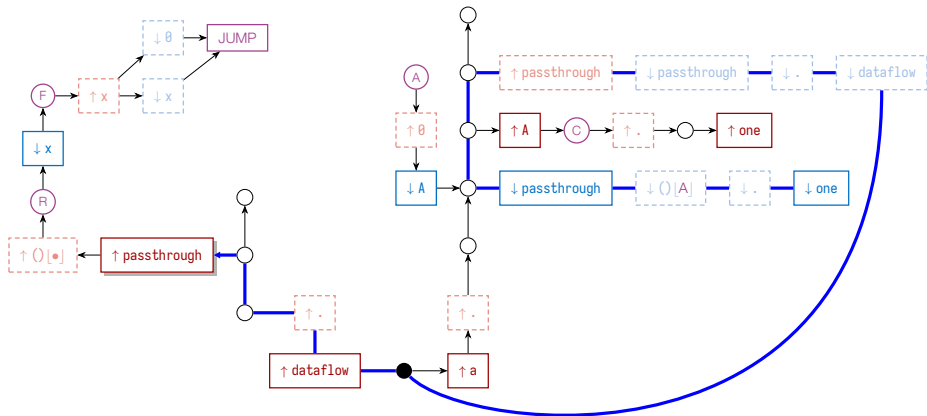 ↓0 JUMP
↑passthrough ↓passthrough ↓. ↓dataflow
A
F ↑x ↓x
↑0 ↑A C ↑. ↑one
↓x
↓A ↓passthrough ↓()[A] ↓. ↓one
R
↑()[•] ↑passthrough
↑. ↑.
↑dataflow ↑a